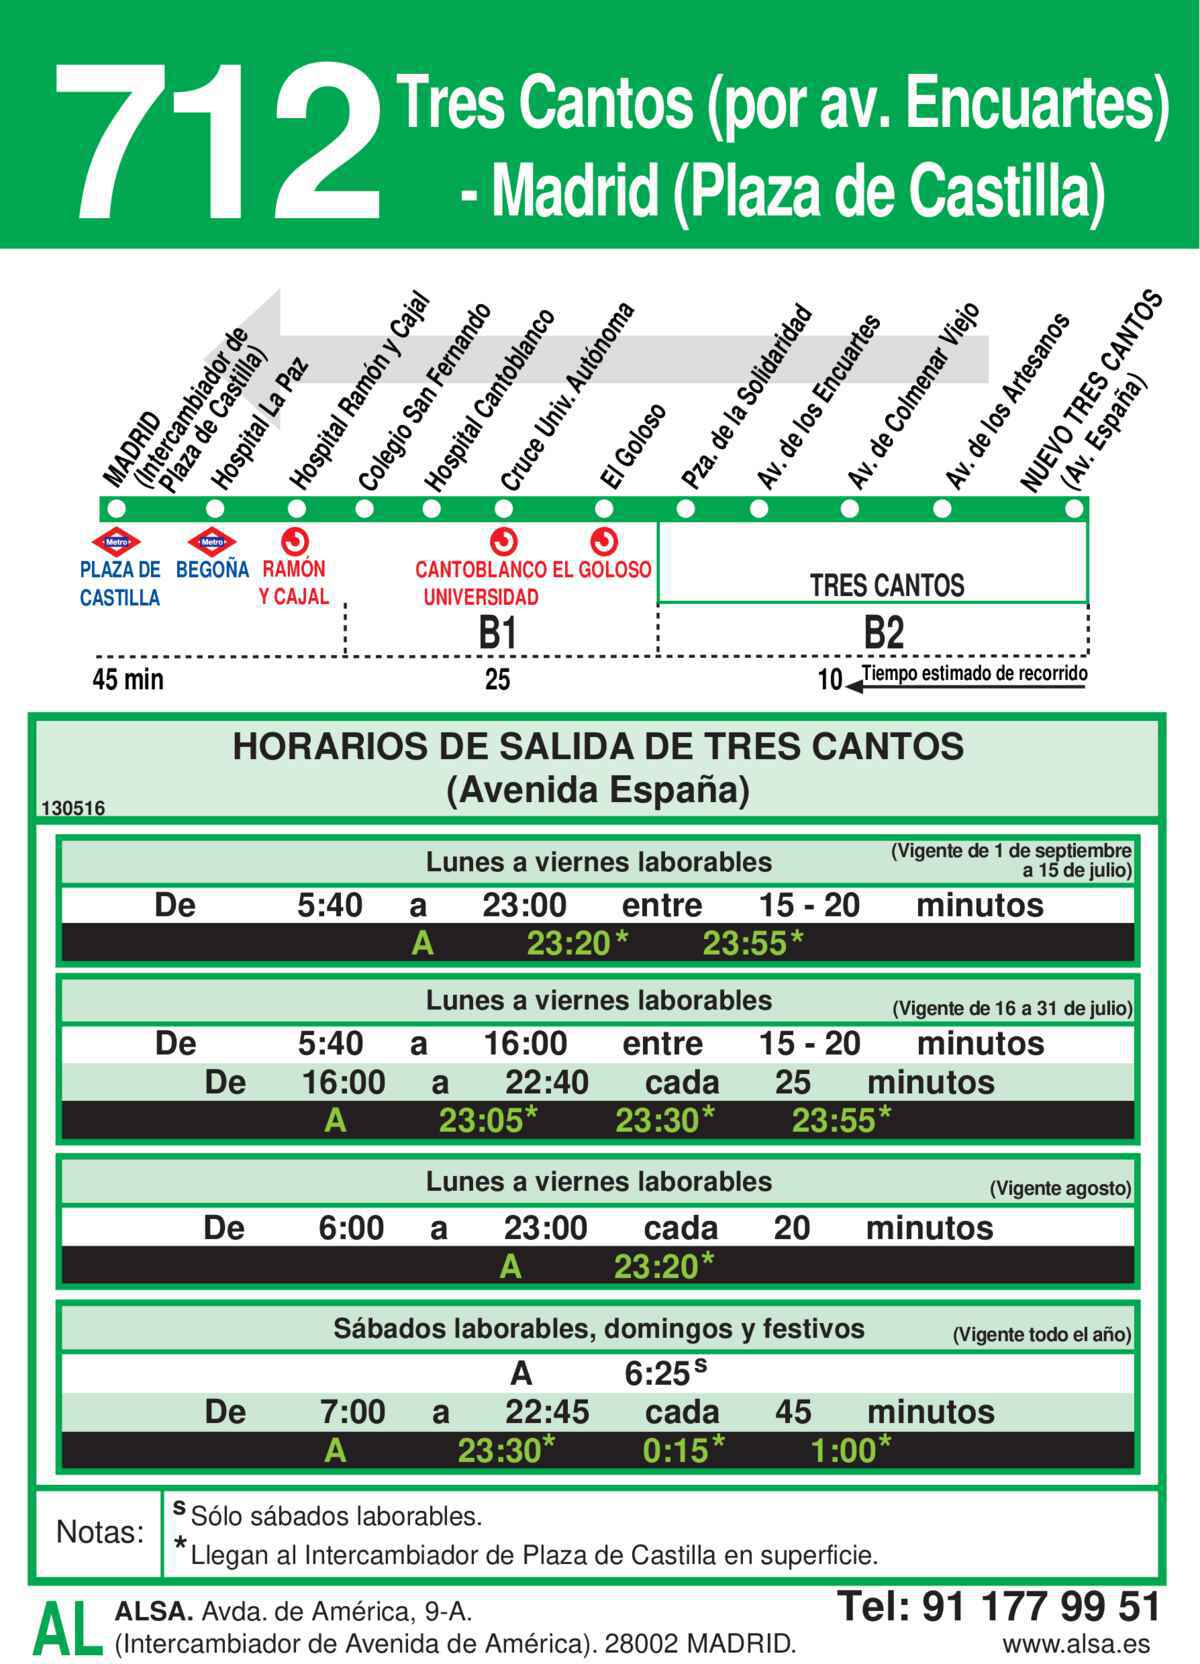 712
Tres Cantos (por av. Encuartes)
- Madrid (Plaza de Castilla)
MADRID
(Intercambiador de
Plaza de Castilla)
Hospital La Paz
Hospital Ramón y Cajal
Colegio San Fernando
Hospital Cantoblanco
Cruce Univ. Autónoma
El Goloso
Pza. de la Solidaridad
Av. de los Encuartes
Av. de Colmenar Viejo
Av. de los Artesanos
NUEVO TRES CANTOS
(Av. España)
Metro Metro
PLAZA DE
CASTILLA
BEGOÑA
RAMÓN
Y CAJAL
CANTOBLANCO
UNIVERSIDAD
EL GOLOSO
TRES CANTOS
B1 B2
45 min 25 10 Tiempo estimado de recorrido
HORARIOS DE SALIDA DE TRES CANTOS
(Avenida España)
130516
Lunes a viernes laborables (Vigente de 1 de septiembre
a 15 de julio)
De 5:40 a 23:00 entre 15 - 20 minutos
A 23:20* 23:55*
Lunes a viernes laborables (Vigente de 16 a 31 de julio)
De 5:40 a 16:00 entre 15 - 20 minutos
De 16:00 a 22:40 cada 25 minutos
A 23:05* 23:30* 23:55*
Lunes a viernes laborables (Vigente agosto)
De 6:00 a 23:00 cada 20 minutos
A 23:20*
Sábados laborables, domingos y festivos (Vigente todo el año)
A 6:25 s
De 7:00 a 22:45 cada 45 minutos
A 23:30* 0:15* 1:00*
Notas:
s Sólo sábados laborables.
* Llegan al Intercambiador de Plaza de Castilla en superficie.
AL
ALSA. Avda. de América, 9-A.
(Intercambiador de Avenida de América). 28002 MADRID.
Tel: 91 177 99 51
www.alsa.es